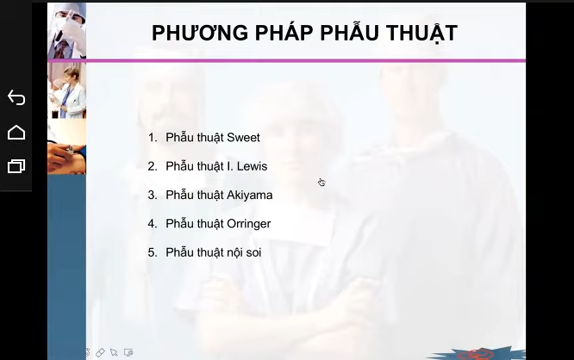 PHƯƠNG PHÁP PHẪU THUẬT
1. Phẫu thuật Sweet
2. Phẫu thuật I. Lewis
3. Phẫu thuật Akiyama
4. Phẫu thuật Orringer
5. Phẫu thuật nội soi